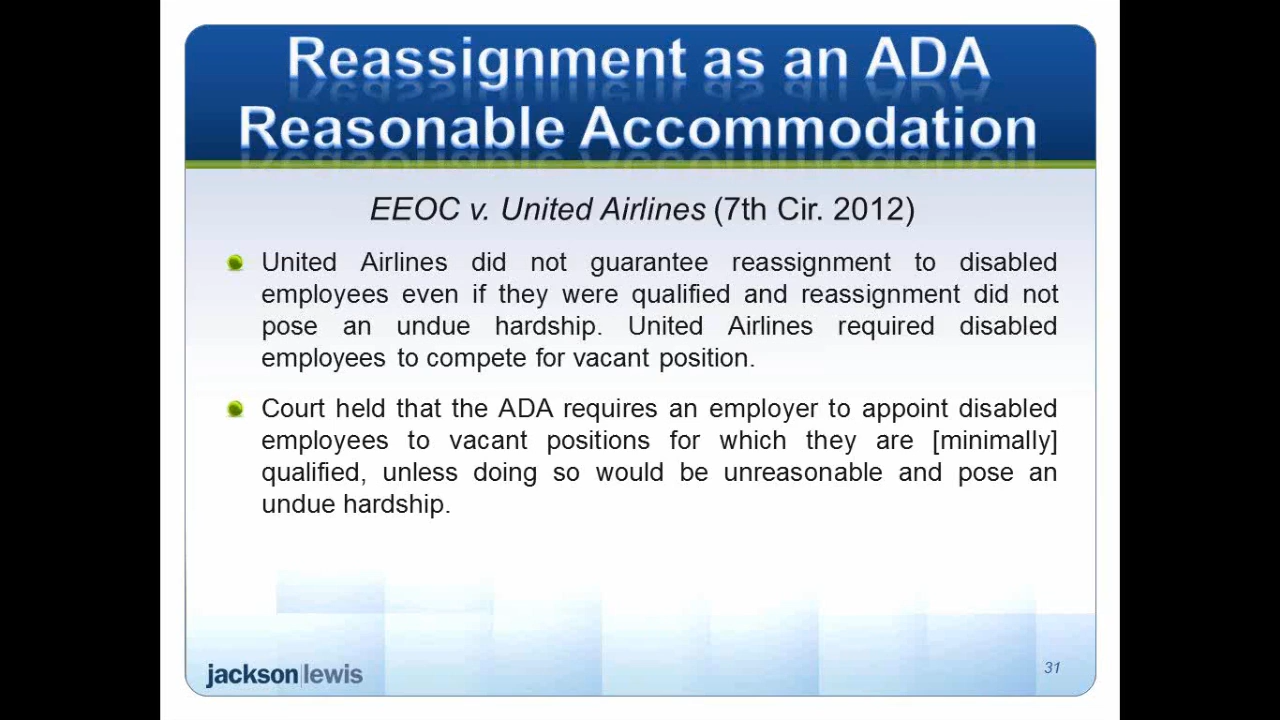 Reassignment as an ADA
Reasonable Accommodation
EEOC v. United Airlines (7th Cir. 2012)
United Airlines did not guarantee reassignment to disabled
employees even if they were qualified and reassignment did not
pose an undue hardship. United Airlines required disabled
employees to compete for vacant position.
Court held that the ADA requires an employer to appoint disabled
employees to vacant positions for which they are [minimally]
qualified, unless doing so would be unreasonable and pose an
undue hardship.
jackson|lewis
31